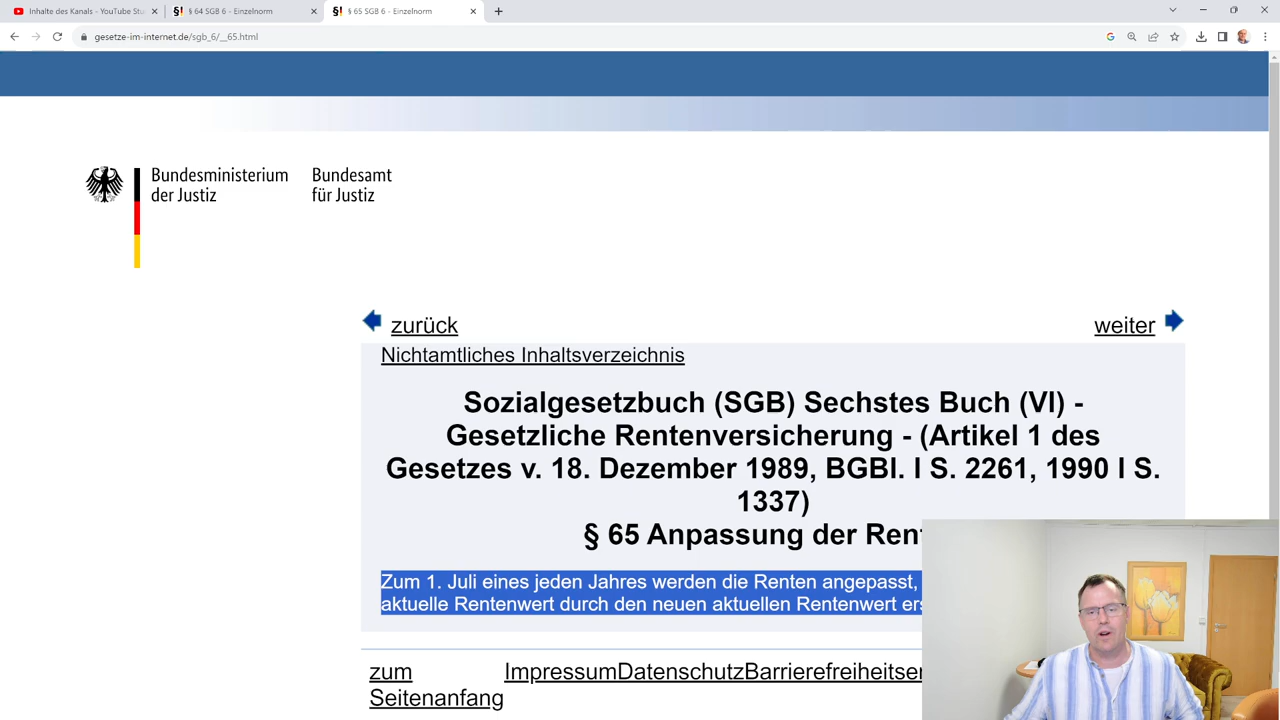 Inhalte des Kanals - YouTube Stu
§ 64 SGB 6 - Einzelnorm
§ 65 SGB 6 - Einzelnorm
gesetze-im-internet.de/sgb_6/__65.html
Bundesministerium
der Justiz
Bundesamt
für Justiz
zurück
weiter
Nichtamtliches Inhaltsverzeichnis
Sozialgesetzbuch (SGB) Sechstes Buch (VI) -
Gesetzliche Rentenversicherung - (Artikel 1 des
Gesetzes v. 18. Dezember 1989, BGBl. I S. 2261, 1990 I S.
1337)
§ 65 Anpassung der Ren
Zum 1. Juli eines jeden Jahres werden die Renten angepasst,
aktuelle Rentenwert durch den neuen aktuellen Rentenwert ers
zum
Seitenanfang
ImpressumDatenschutzBarrierefreiheitser